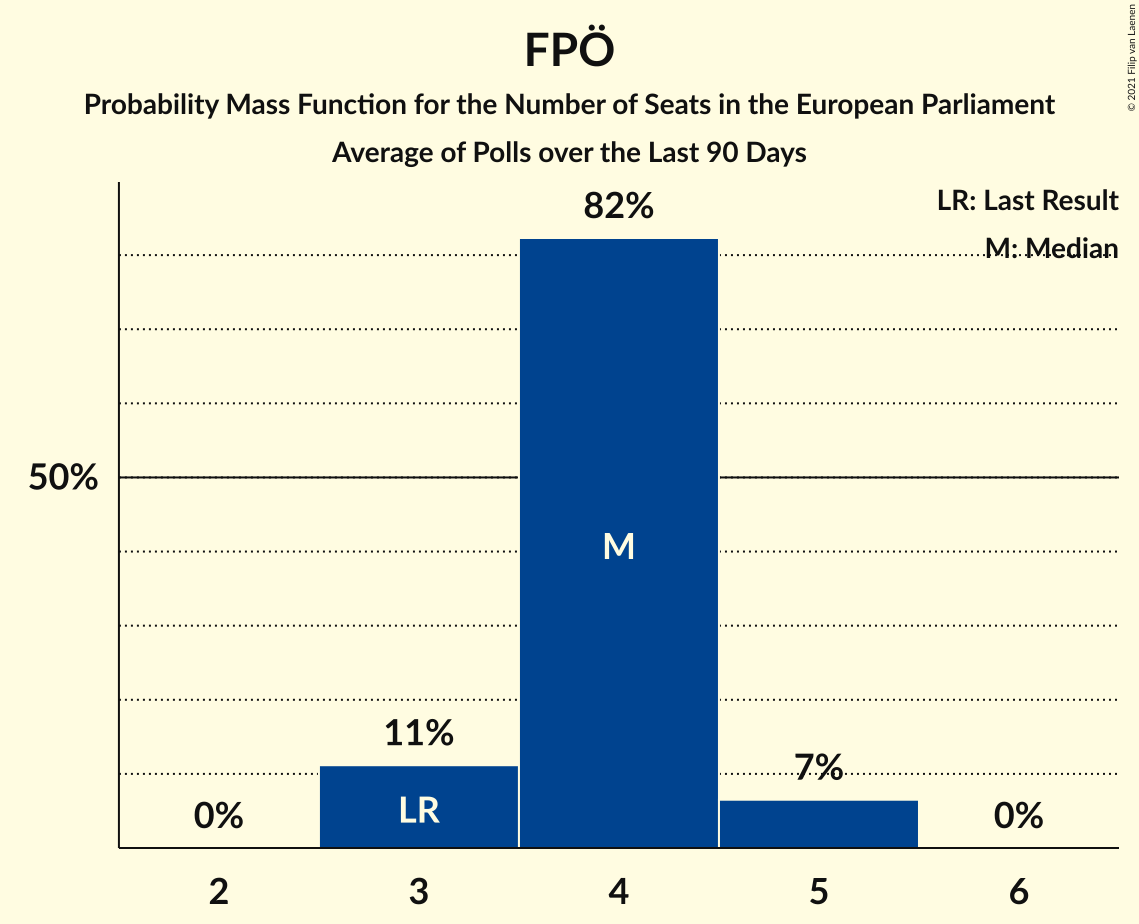 FPÖ
Probability Mass Function for the Number of Seats in the European Parliament
Average of Polls over the Last 90 Days
© 2021 Filip van Laenen
LR: Last Result
M: Median
82%
50%
M
11%
7%
LR
0%
0%
2
3
4
5
6